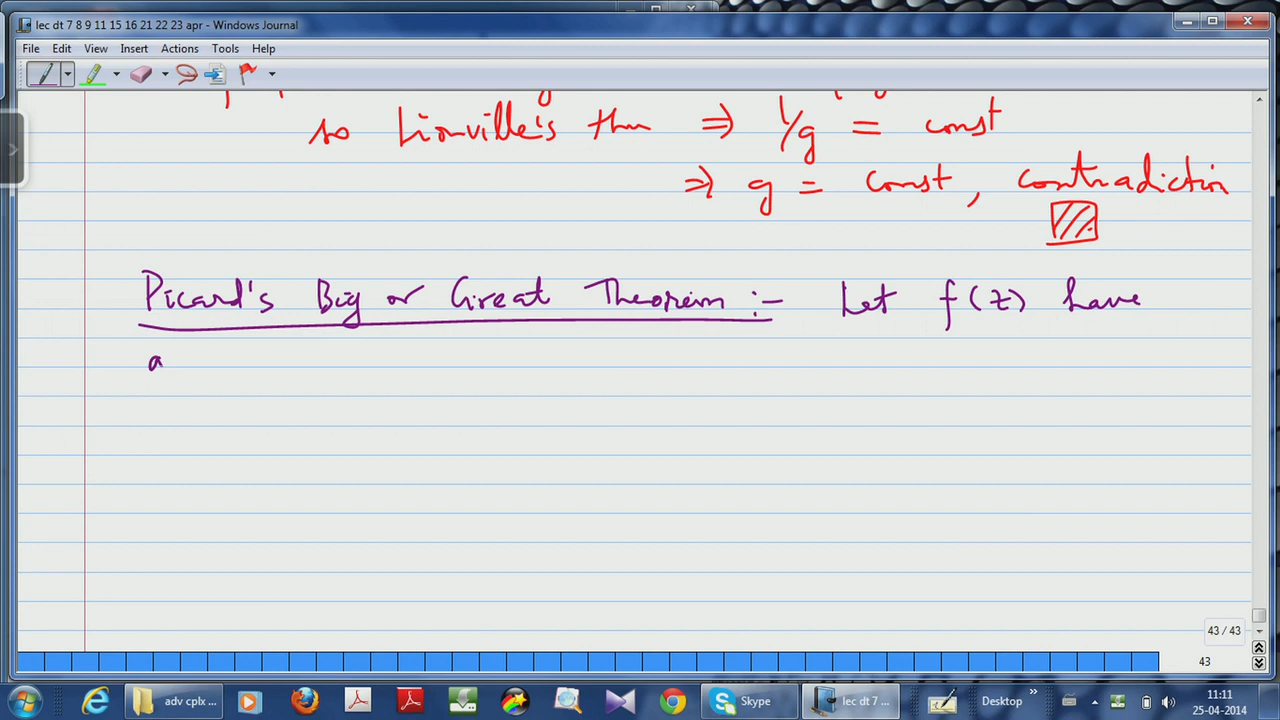 lec dt 7 8 9 11 15 16 21 22 23 apr - Windows Journal
File Edit View Insert Actions Tools Help
so Liouville's thm ⇒ 1/g = const
⇒ g = const, contradiction
Picard's Big or Great Theorem :- Let f(z) have
a
43 / 43
43
adv cplx ... Skype lec dt 7 ... Desktop » 11:11
25-04-2014